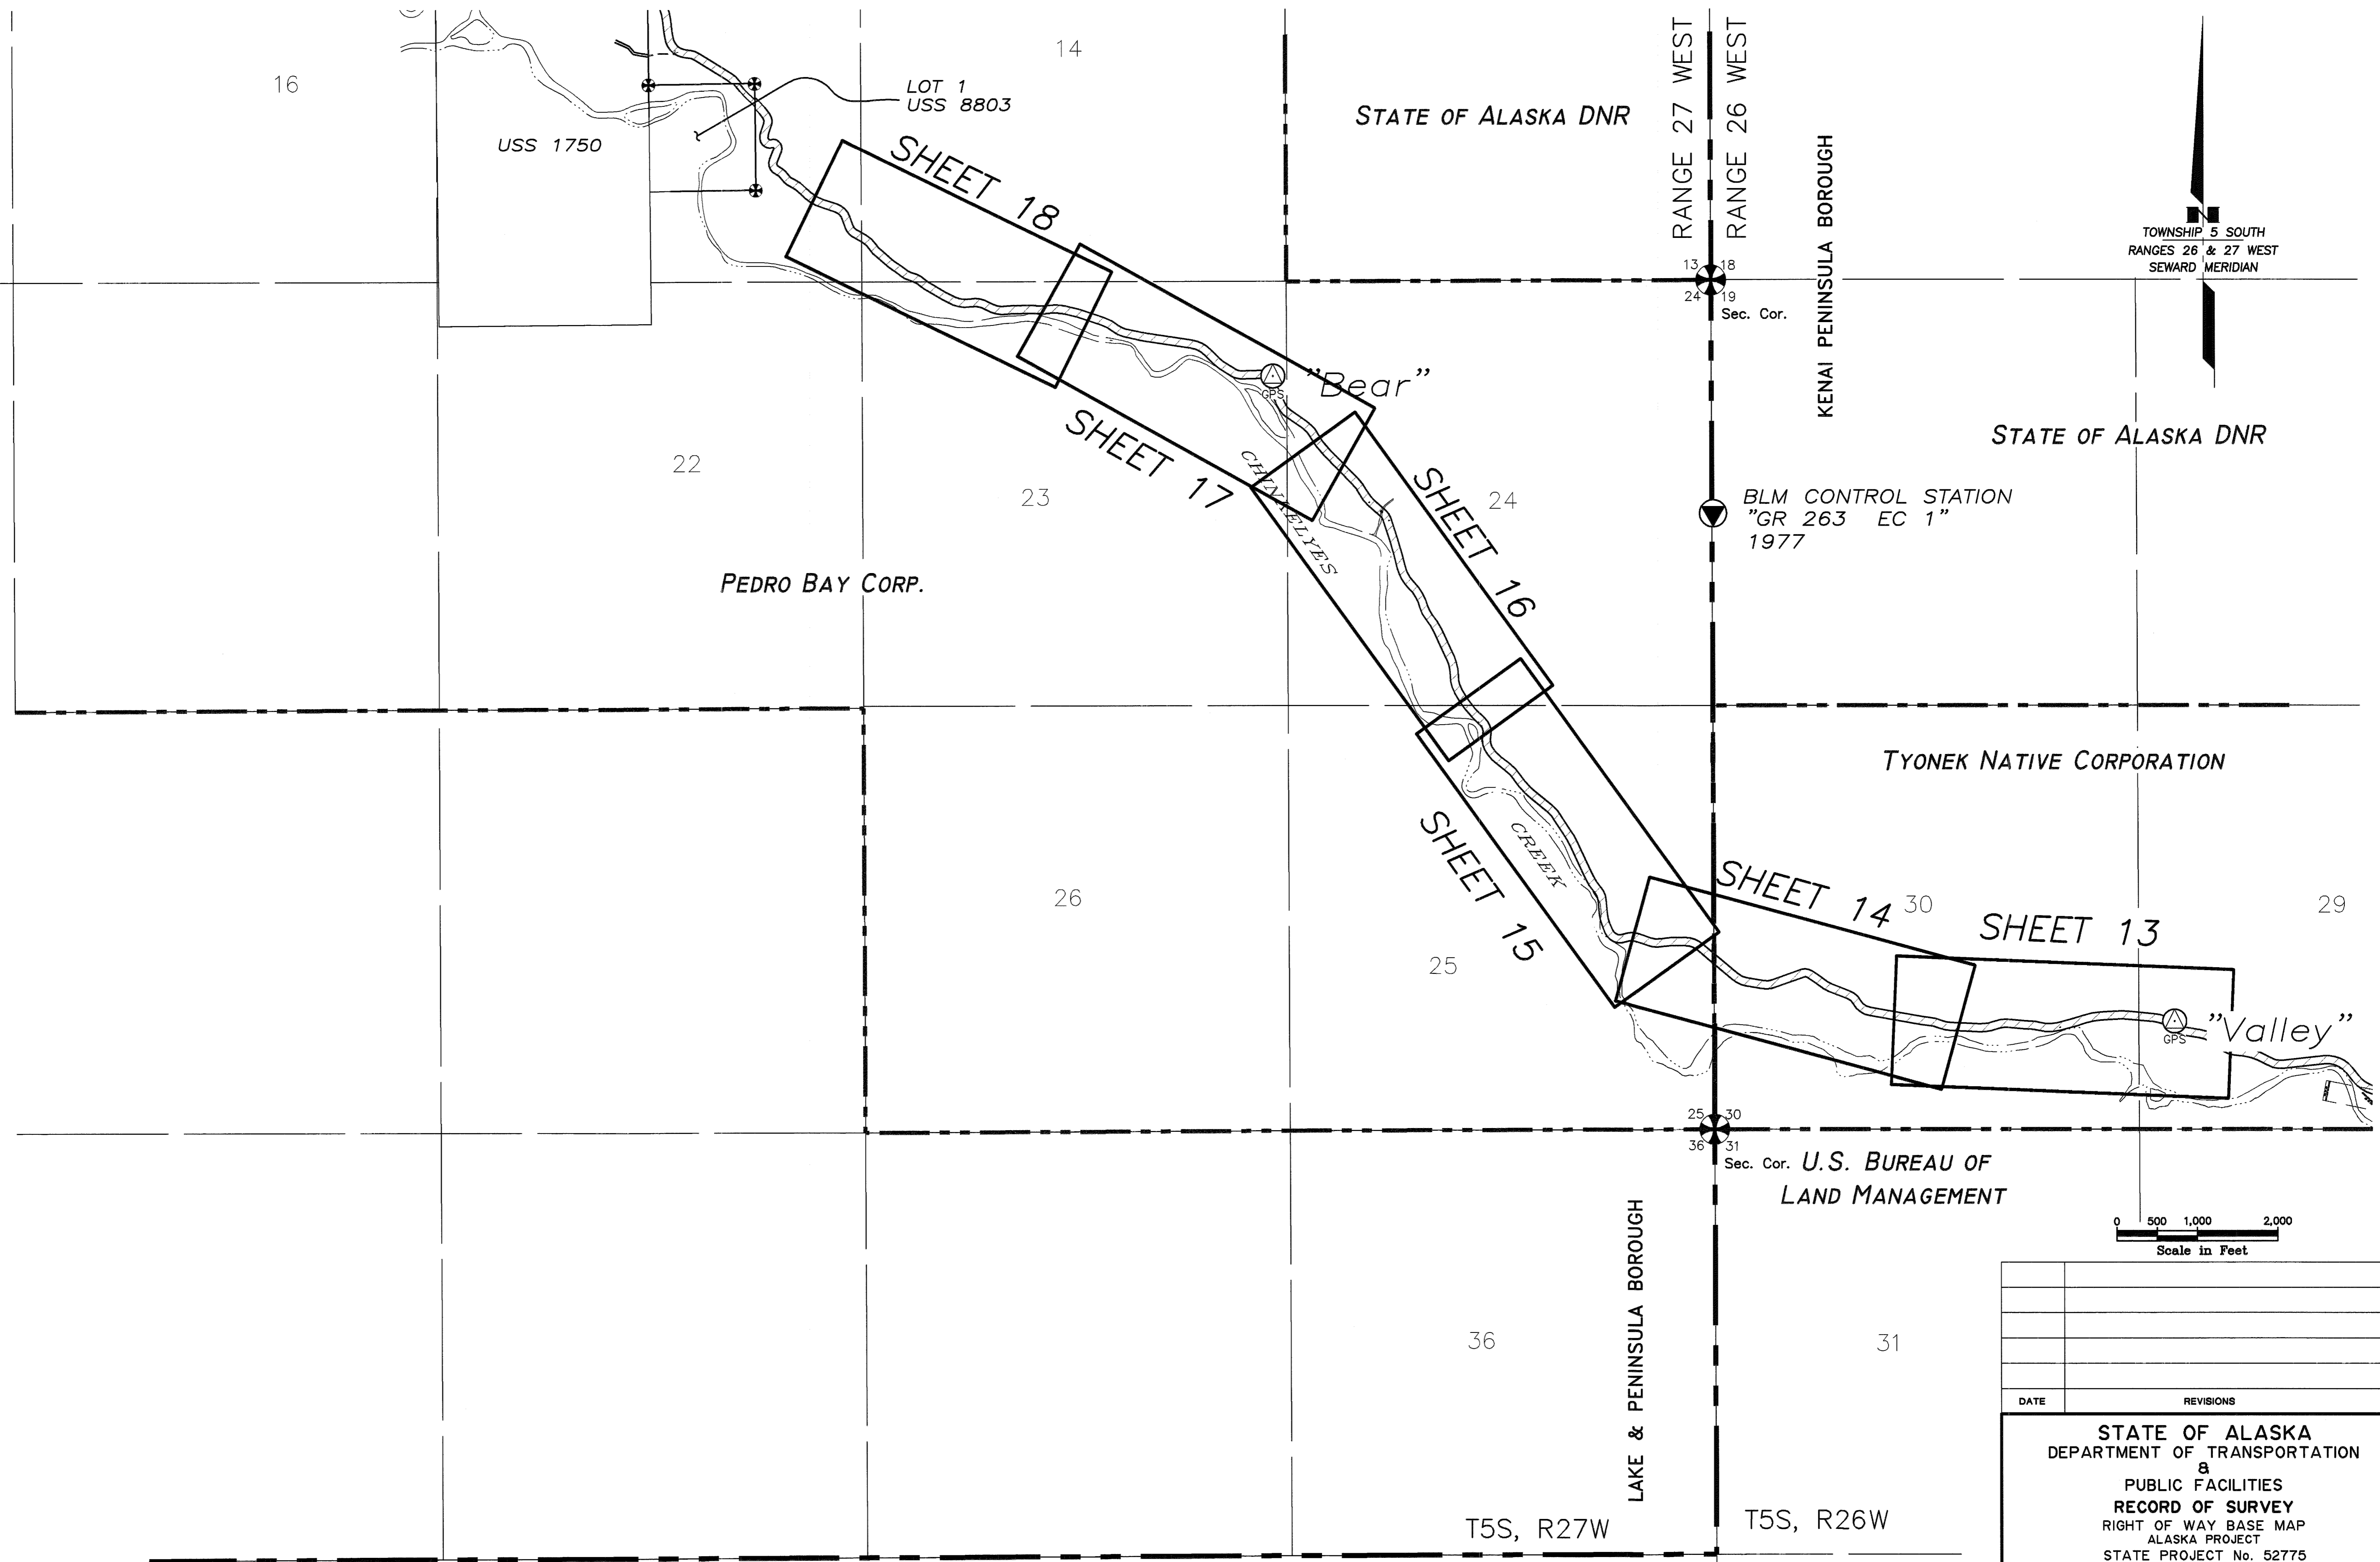 16
14
LOT 1
USS 8803
USS 1750
STATE OF ALASKA DNR
RANGE 27 WEST
RANGE 26 WEST
KENAI PENINSULA BOROUGH
N
TOWNSHIP 5 SOUTH
RANGES 26 & 27 WEST
SEWARD MERIDIAN
SHEET 18
13 18
24 19
Sec. Cor.
"Bear"
GPS
SHEET 17
STATE OF ALASKA DNR
22
23
24
CHINKELYES
SHEET 16
BLM CONTROL STATION
"GR 263 EC 1"
1977
PEDRO BAY CORP.
TYONEK NATIVE CORPORATION
CREEK
SHEET 15
26
25
SHEET 14
30
SHEET 13
29
GPS
"Valley"
25 30
36 31
Sec. Cor.
U.S. BUREAU OF
LAND MANAGEMENT
LAKE & PENINSULA BOROUGH
0 500 1,000 2,000
Scale in Feet
36
31
DATE REVISIONS
STATE OF ALASKA
DEPARTMENT OF TRANSPORTATION
&
PUBLIC FACILITIES
RECORD OF SURVEY
RIGHT OF WAY BASE MAP
ALASKA PROJECT
STATE PROJECT No. 52775
T5S, R27W
T5S, R26W